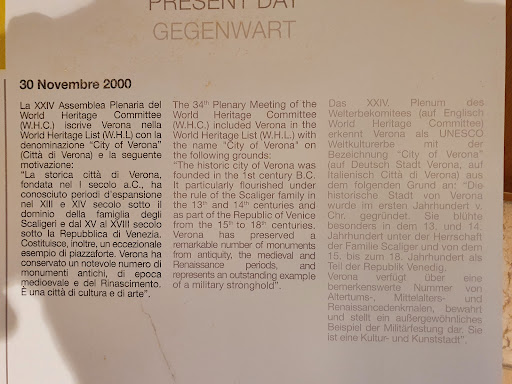 PRESENT DAY
GEGENWART
30 Novembre 2000
La XXIV Assemblea Plenaria del
World Heritage Committee
(W.H.C.) iscrive Verona nella
World Heritage List (W.H.L) con la
denominazione "City of Verona"
(Città di Verona) e la seguente
motivazione:
"La storica città di Verona,
fondata nel I secolo a.C., ha
conosciuto periodi d'espansione
nel XIII e XIV secolo sotto il
dominio della famiglia degli
Scaligeri e dal XV al XVIII secolo
sotto la Repubblica di Venezia.
Costituisce, inoltre, un eccezionale
esempio di piazzaforte. Verona ha
conservato un notevole numero di
monumenti antichi, di epoca
medioevale e del Rinascimento.
È una città di cultura e di arte".
The 34th Plenary Meeting of the
World Heritage Committee
(W.H.C.) included Verona in the
World Heritage List (W.H.L.) with
the name "City of Verona" on
the following grounds:
"The historic city of Verona was
founded in the 1st century B.C.
It particularly flourished under
the rule of the Scaliger family in
the 13th and 14th centuries and
as part of the Republic of Venice
from the 15th to 18th centuries.
Verona has preserved a
remarkable number of monuments
from antiquity, the medieval and
Renaissance periods, and
represents an outstanding example
of a military stronghold".
Das XXIV. Plenum des
Welterbekomitees (auf Englisch
World Heritage Committee)
erkennt Verona als UNESCO
Weltkulturerbe mit der
Bezeichnung "City of Verona"
(auf Deutsch Stadt Verona, auf
Italienisch Città di Verona) aus
dem folgenden Grund an: "Die
historische Stadt von Verona
wurde im ersten Jahrhundert v.
Chr. gegründet. Sie blühte
besonders in dem 13. und 14.
Jahrhundert unter der Herrschaft
der Familie Scaliger und von dem
15. bis zum 18. Jahrhundert als
Teil der Republik Venedig.
Verona verfügt über eine
bemerkenswerte Nummer von
Altertums-, Mittelalters- und
Renaissancedenkmalen, bewahrt
und stellt ein außergewöhnliches
Beispiel der Militärfestung dar. Sie
ist eine Kultur- und Kunststadt".